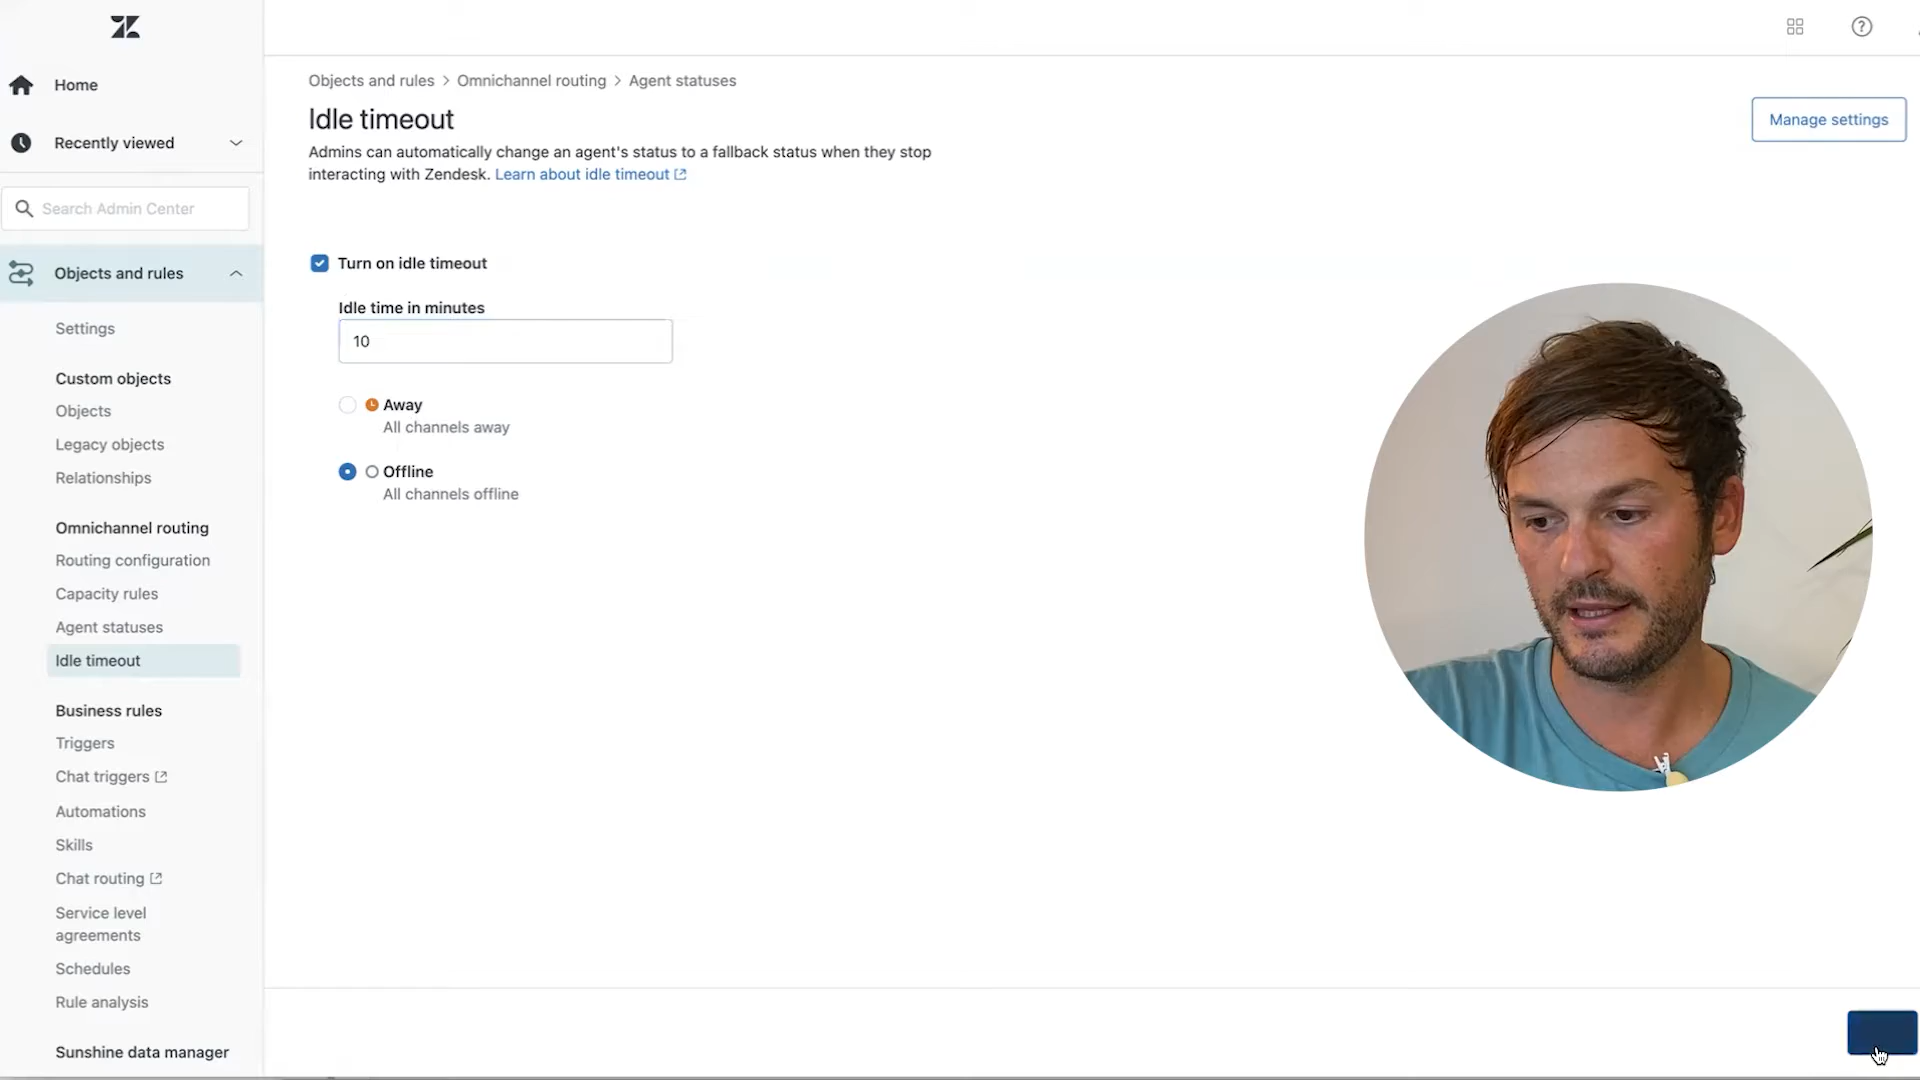 Home
Recently viewed
Search Admin Center
Objects and rules
Settings
Custom objects
Objects
Legacy objects
Relationships
Omnichannel routing
Routing configuration
Capacity rules
Agent statuses
Idle timeout
Business rules
Triggers
Chat triggers
Automations
Skills
Chat routing
Service level
agreements
Schedules
Rule analysis
Sunshine data manager
Objects and rules > Omnichannel routing > Agent statuses
Idle timeout
Manage settings
Admins can automatically change an agent's status to a fallback status when they stop
interacting with Zendesk. Learn about idle timeout
Turn on idle timeout
Idle time in minutes
10
Away
All channels away
Offline
All channels offline